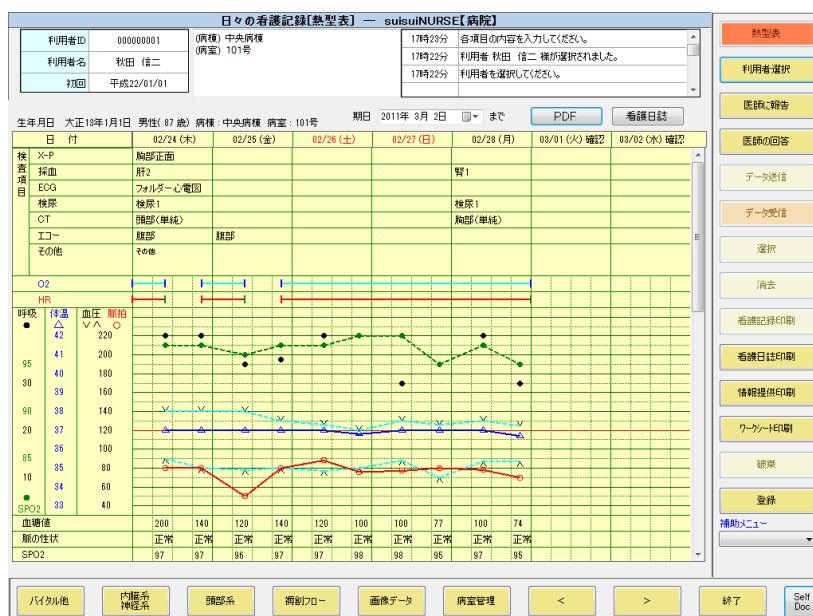 日々の看護記録[熱型表] — suisuiNURSE【病院】
利用者ID 000000001
利用者名 秋田 信二
初回 平成22/01/01
(病棟) 中央病棟
(病室) 101号
17時23分 各項目の内容を入力してください。
17時22分 利用者 秋田 信二 様が選択されました。
17時22分 利用者を選択してください。
生年月日 大正13年1月1日 男性( 87 歳) 病棟:中央病棟 病室:101号
期日 2011年 3月 2日 まで PDF 看護日誌
日 付 02/24 (木) 02/25 (金) 02/26 (土) 02/27 (日) 02/28 (月) 03/01 (火) 確認 03/02 (水) 確認
検査項目
X-P 胸部正面
採血 肝2 腎1
ECG フォルダー心電図
検尿 検尿1 検尿1
CT 頭部(単純) 胸部(単純)
エコー 腹部 腹部
その他 その他
O2
HR
呼吸 体温 血圧 脈拍
42 220
41 200
95
40 180
30
39 160
90 38 140
20 37 120
36 100
85
35 80
10
34 60
33 40
SPO2
血糖値 200 140 120 140 120 100 100 77 100 74
脈の性状 正常 正常 正常 正常 正常 正常 正常 正常 正常 正常
SPO2 97 97 96 97 97 98 98 95 97 95
熱型表
利用者選択
医師に報告
医師の回答
データ送信
データ受信
選択
消去
看護記録印刷
看護日誌印刷
情報提供印刷
ワークシート印刷
破棄
登録
補助メニュー
バイタル他
内臓系
神経系
頭部系
褥創フロー
画像データ
病室管理
<
>
終了
Self
Doc